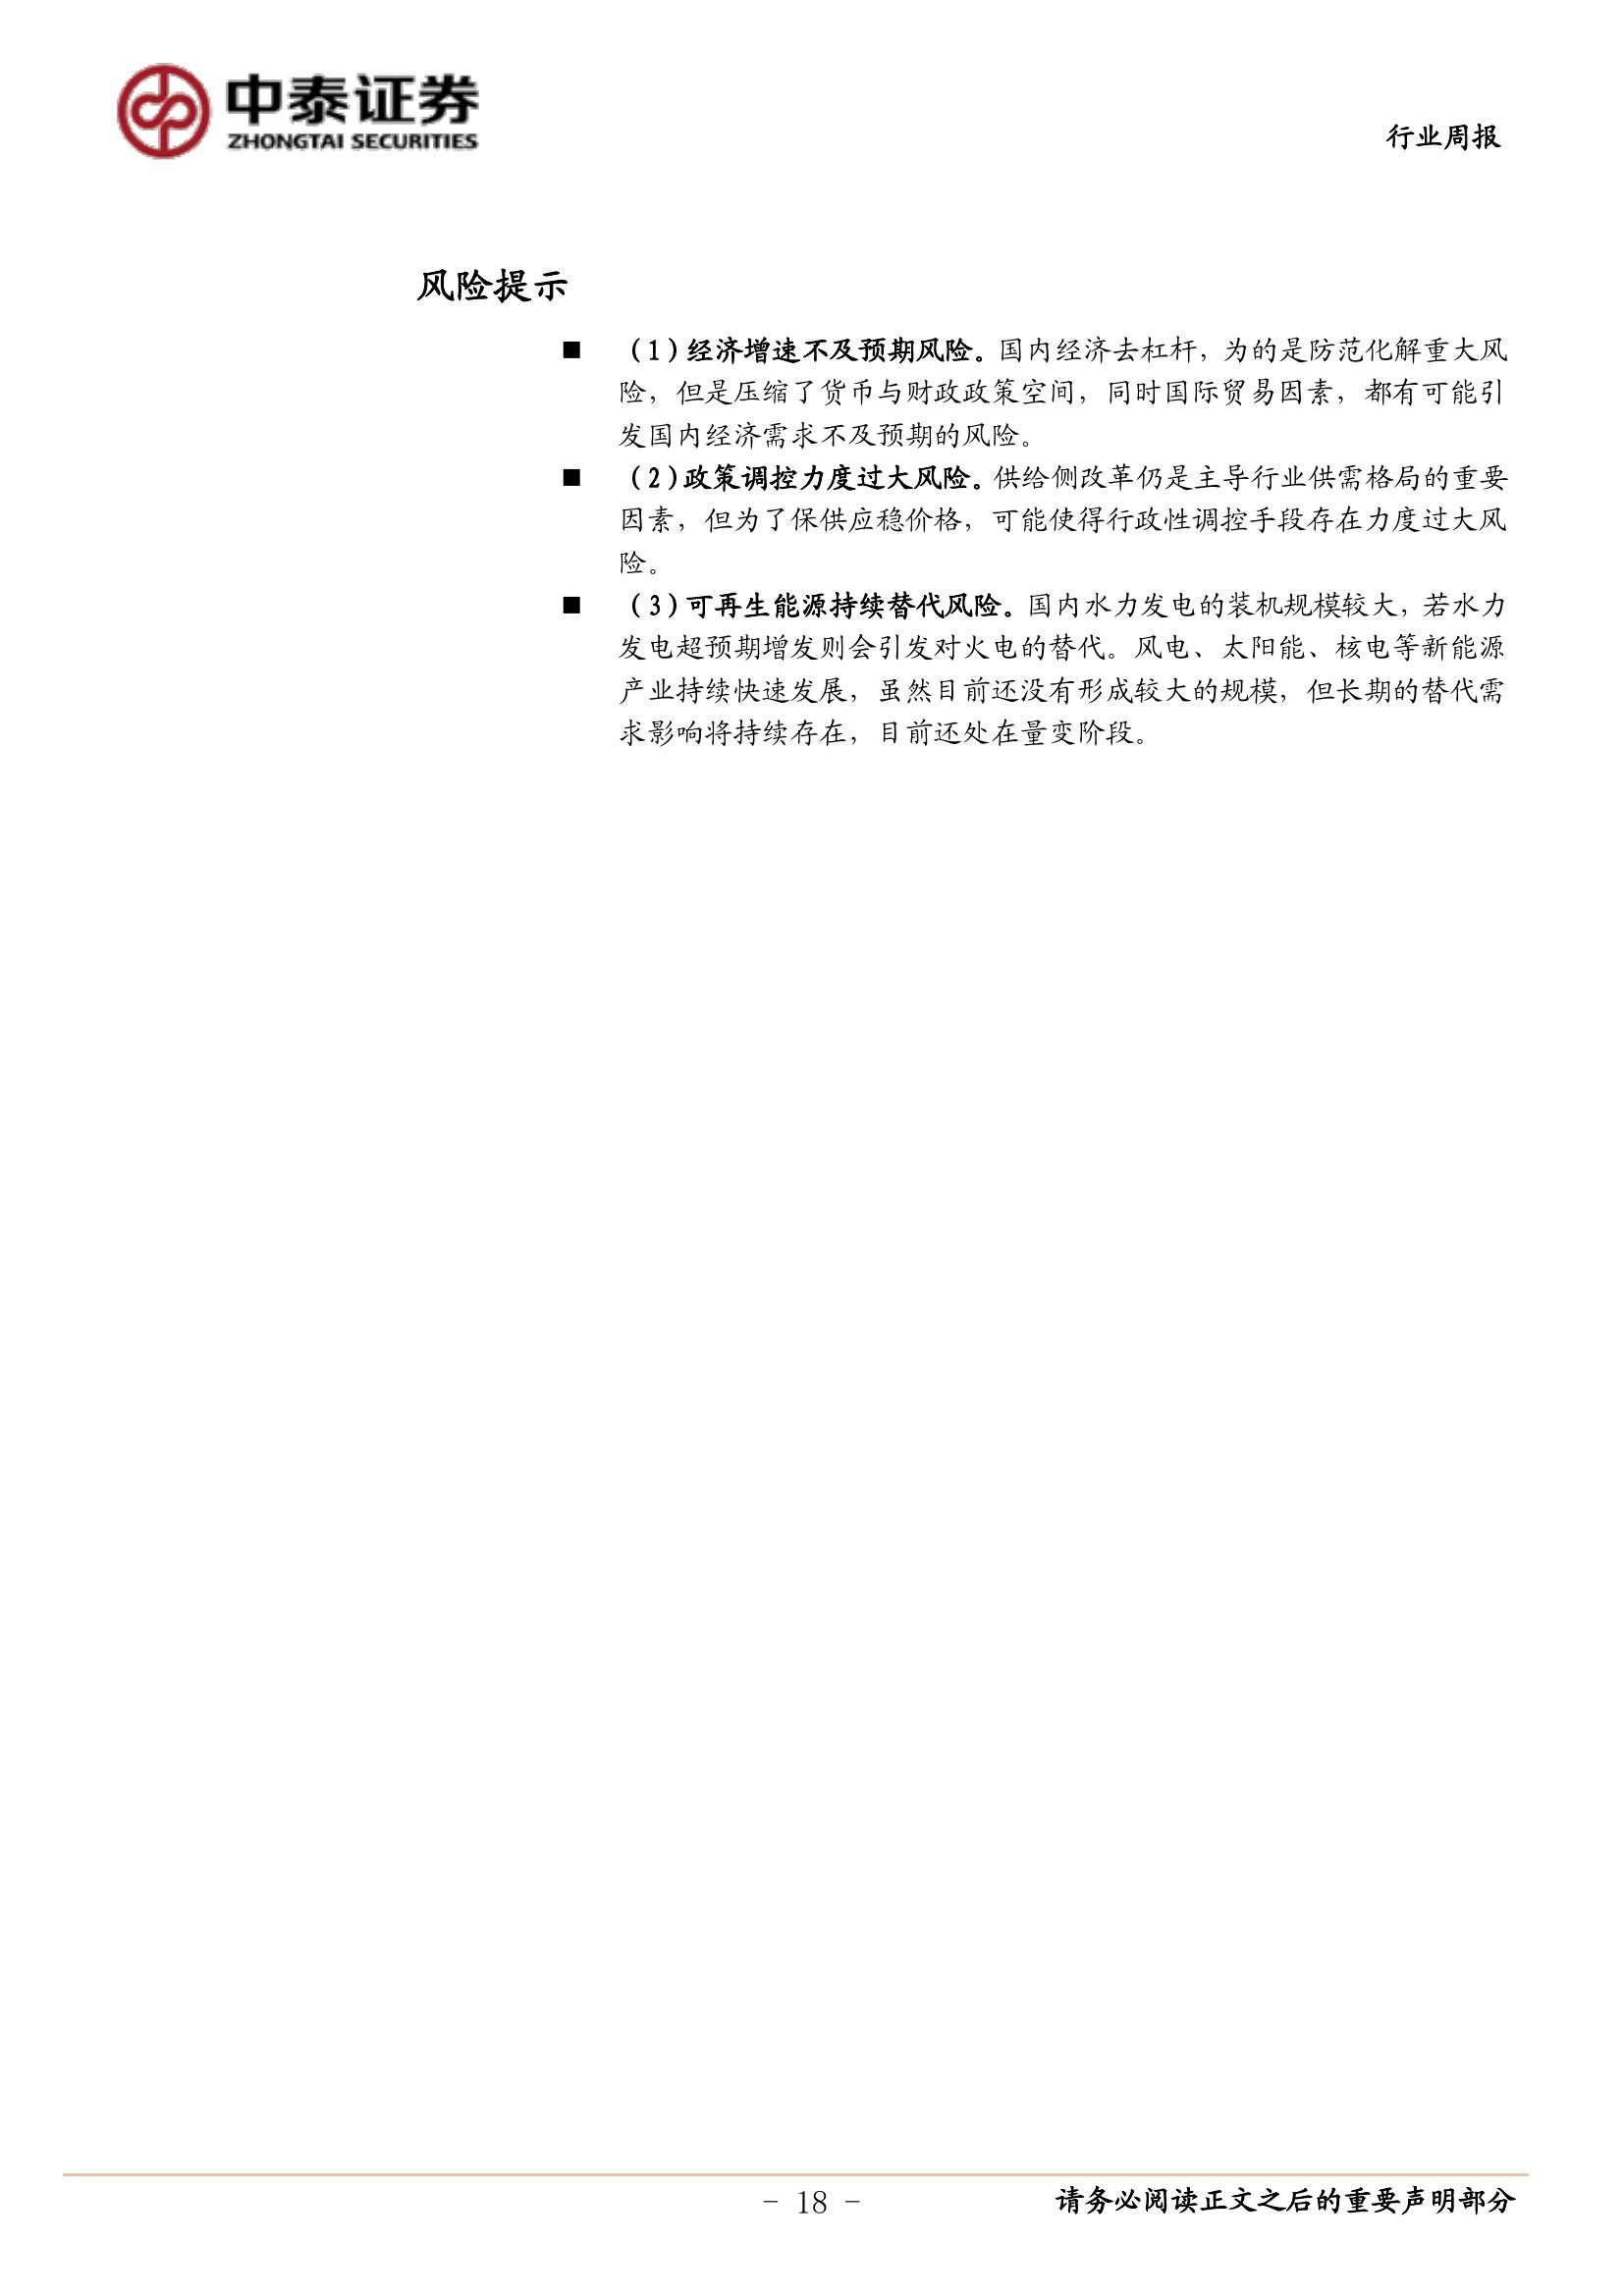 中泰证券
ZHONGTAI SECURITIES
行业周报
风险提示
■ （1）经济增速不及预期风险。国内经济去杠杆，为的是防范化解重大风
险，但是压缩了货币与财政政策空间，同时国际贸易因素，都有可能引
发国内经济需求不及预期的风险。
■ （2）政策调控力度过大风险。供给侧改革仍是主导行业供需格局的重要
因素，但为了保供应稳价格，可能使得行政性调控手段存在力度过大风
险。
■ （3）可再生能源持续替代风险。国内水力发电的装机规模较大，若水力
发电超预期增发则会引发对火电的替代。风电、太阳能、核电等新能源
产业持续快速发展，虽然目前还没有形成较大的规模，但长期的替代需
求影响将持续存在，目前还处在量变阶段。
- 18 -
请务必阅读正文之后的重要声明部分